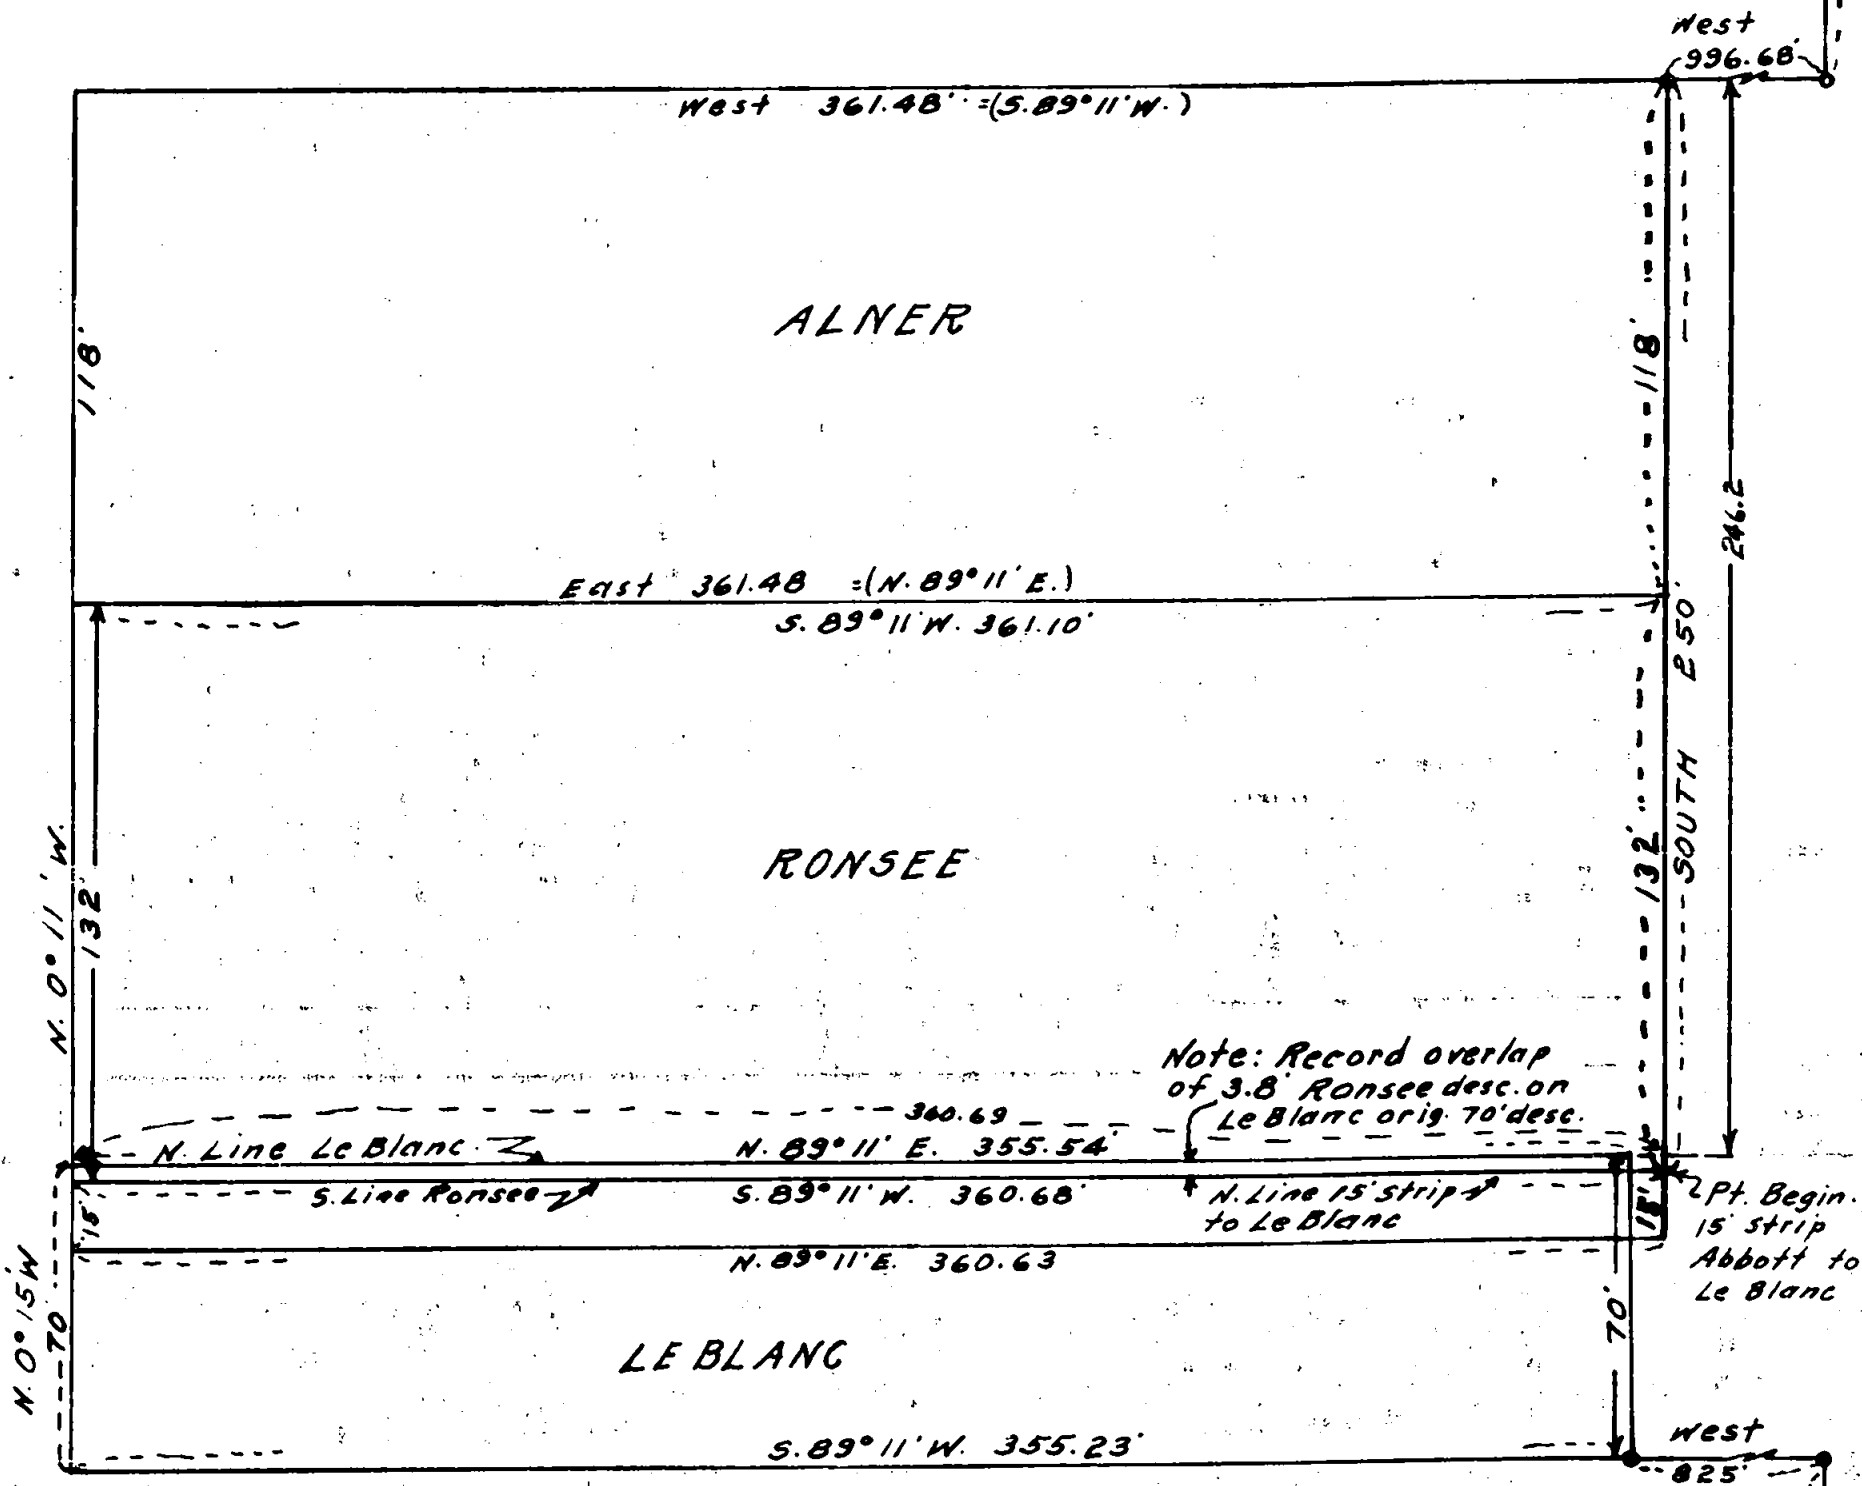 West
996.68'
West 361.48' =(S.89°11'W.)
ALNER
118'
118'
246.2
East 361.48 =(N.89°11'E.)
S.89°11'W. 361.10'
SOUTH 250'
RONSEE
N.0°11'W.
132'
132'
Note: Record overlap
of 3.8' Ronsee desc. on
Le Blanc orig. 70' desc.
360.69
N. Line Le Blanc
N.89°11'E. 355.54'
S. Line Ronsee
S.89°11'W. 360.68'
N. Line 15' strip
to Le Blanc
15'
15'
Pt. Begin.
15' strip
Abbott to
Le Blanc
N.89°11'E. 360.63
N.0°15'W
70
70'
LE BLANC
S.89°11'W. 355.23'
West
825'